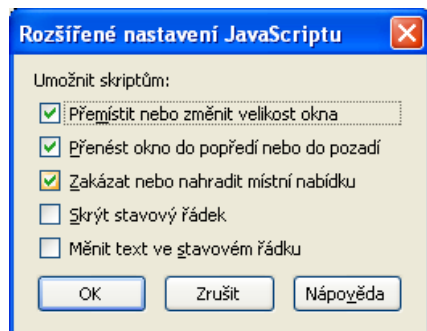 Rozšířené nastavení JavaScriptu
Umožnit skriptům:
Přemístit nebo změnit velikost okna
Přenést okno do popředí nebo do pozadí
Zakázat nebo nahradit místní nabídku
Skrýt stavový řádek
Měnit text ve stavovém řádku
OK Zrušit Nápověda